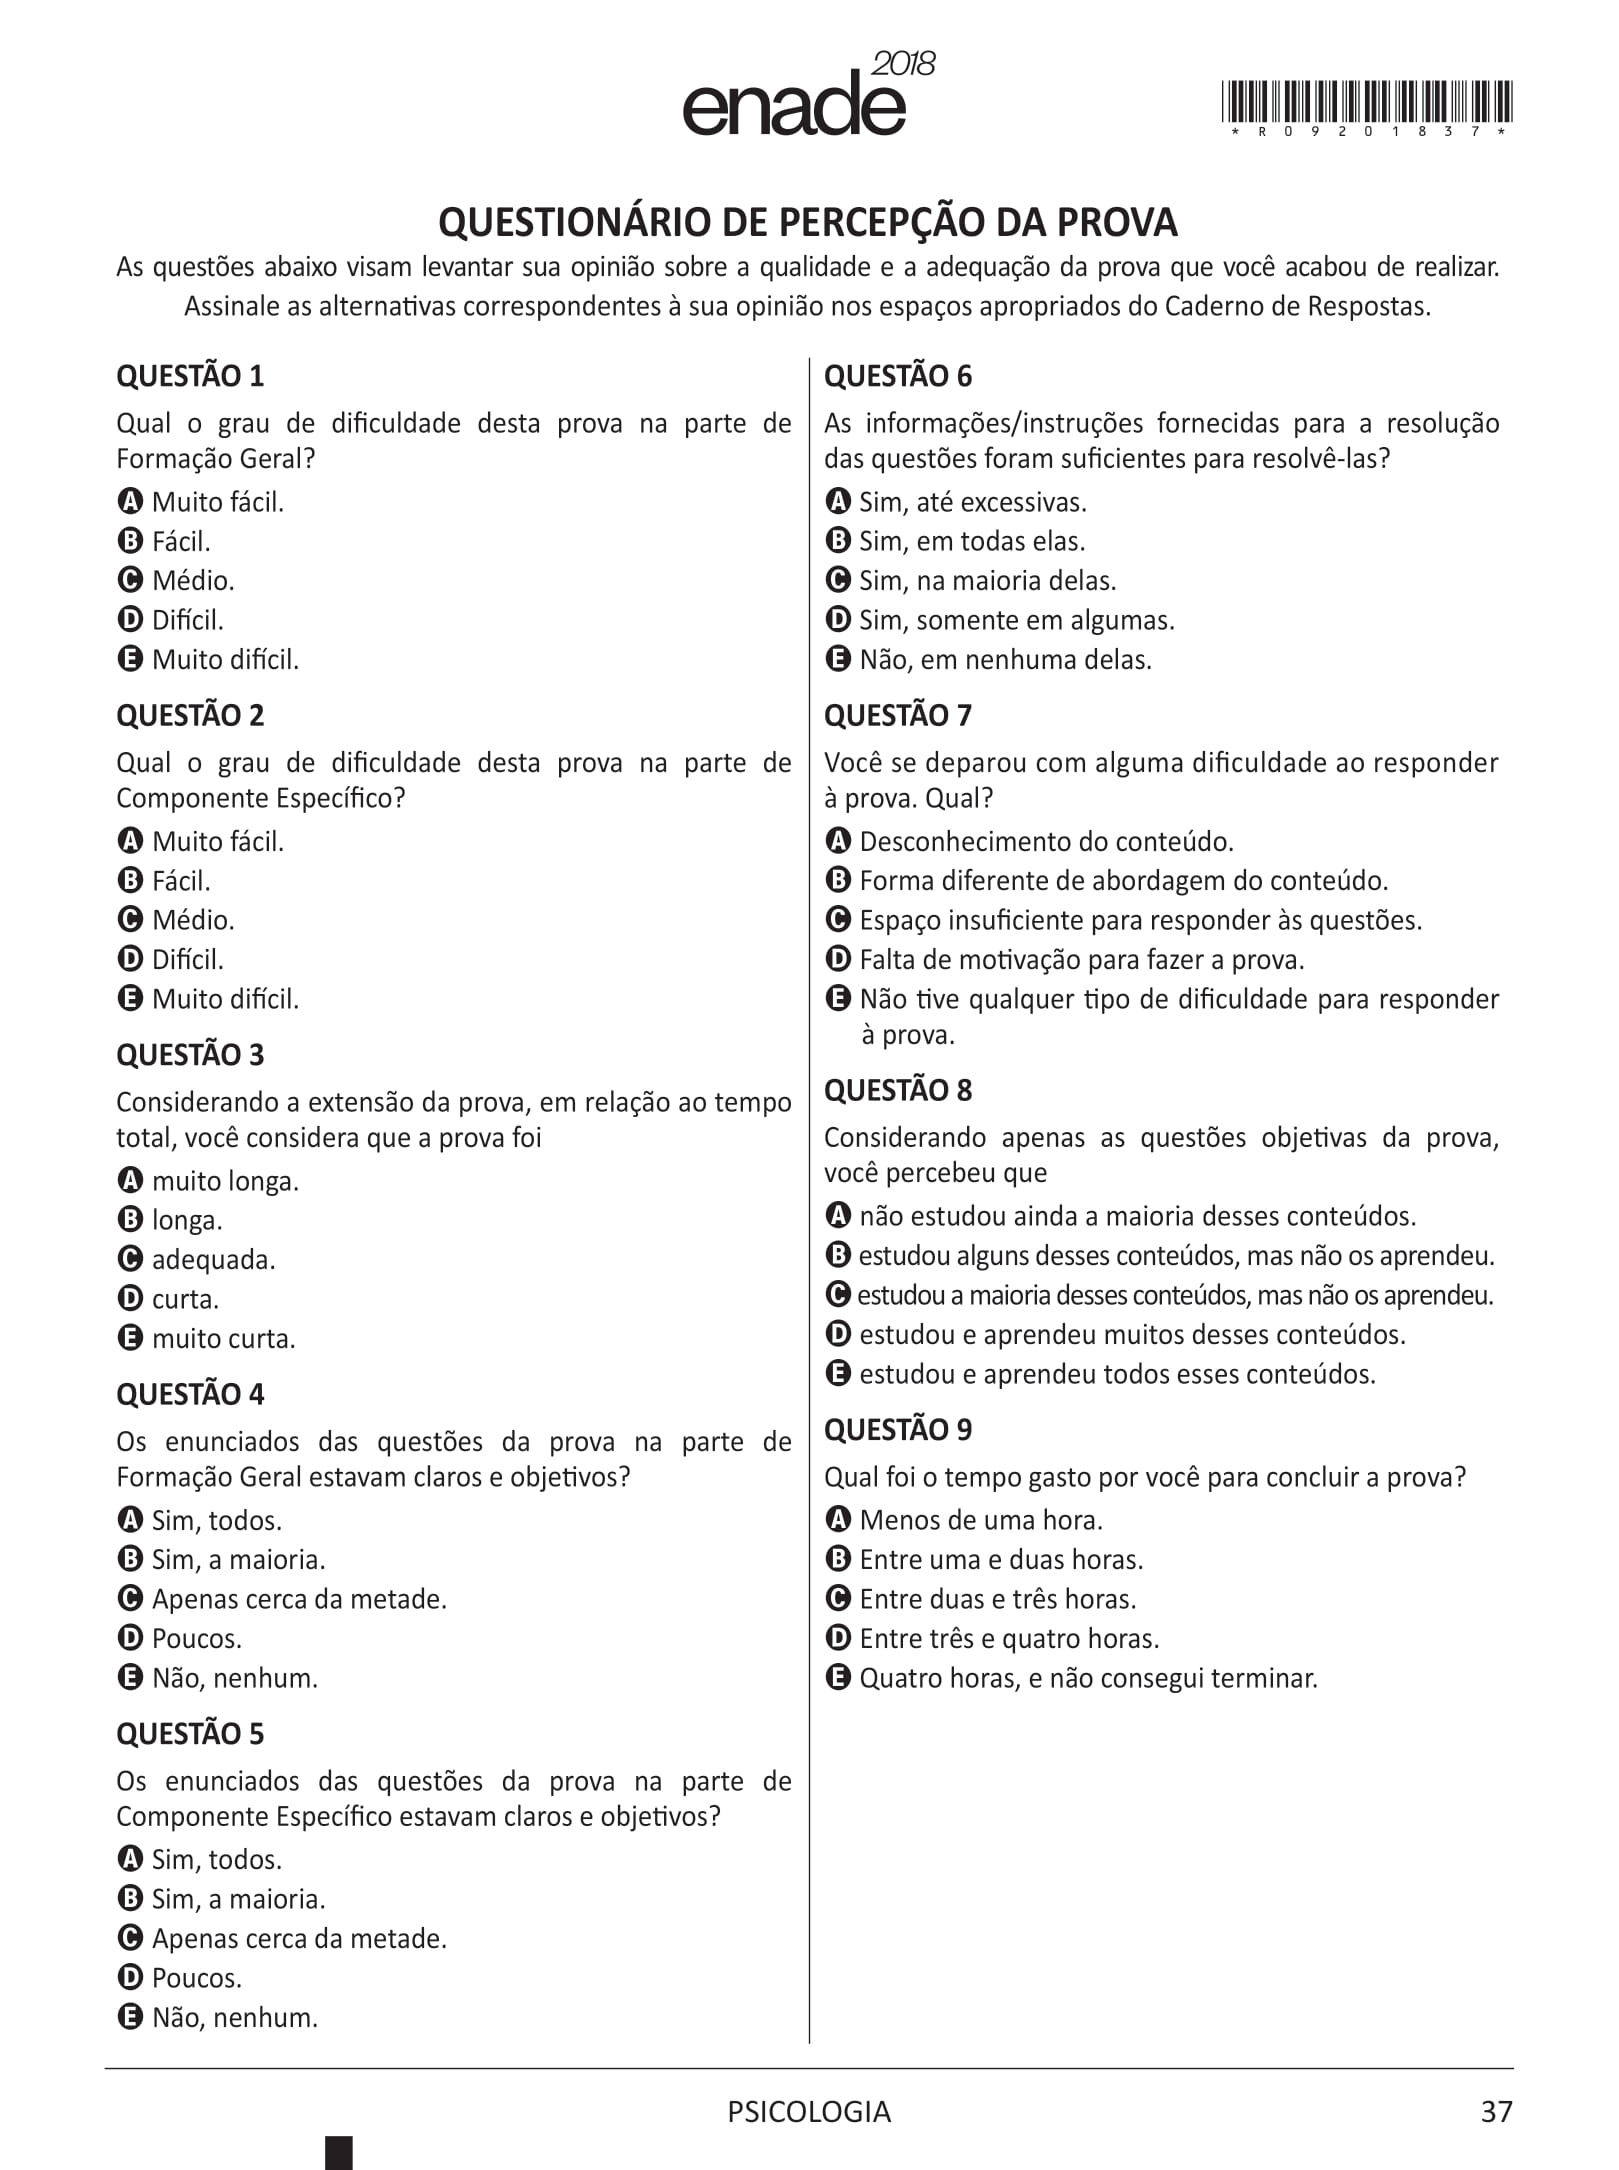 enade 2018
* R 0 9 2 0 1 8 3 7 *
QUESTIONÁRIO DE PERCEPÇÃO DA PROVA
As questões abaixo visam levantar sua opinião sobre a qualidade e a adequação da prova que você acabou de realizar.
Assinale as alternativas correspondentes à sua opinião nos espaços apropriados do Caderno de Respostas.
QUESTÃO 1
Qual o grau de dificuldade desta prova na parte de
Formação Geral?
A Muito fácil.
B Fácil.
C Médio.
D Difícil.
E Muito difícil.
QUESTÃO 2
Qual o grau de dificuldade desta prova na parte de
Componente Específico?
A Muito fácil.
B Fácil.
C Médio.
D Difícil.
E Muito difícil.
QUESTÃO 3
Considerando a extensão da prova, em relação ao tempo
total, você considera que a prova foi
A muito longa.
B longa.
C adequada.
D curta.
E muito curta.
QUESTÃO 4
Os enunciados das questões da prova na parte de
Formação Geral estavam claros e objetivos?
A Sim, todos.
B Sim, a maioria.
C Apenas cerca da metade.
D Poucos.
E Não, nenhum.
QUESTÃO 5
Os enunciados das questões da prova na parte de
Componente Específico estavam claros e objetivos?
A Sim, todos.
B Sim, a maioria.
C Apenas cerca da metade.
D Poucos.
E Não, nenhum.
QUESTÃO 6
As informações/instruções fornecidas para a resolução
das questões foram suficientes para resolvê-las?
A Sim, até excessivas.
B Sim, em todas elas.
C Sim, na maioria delas.
D Sim, somente em algumas.
E Não, em nenhuma delas.
QUESTÃO 7
Você se deparou com alguma dificuldade ao responder
à prova. Qual?
A Desconhecimento do conteúdo.
B Forma diferente de abordagem do conteúdo.
C Espaço insuficiente para responder às questões.
D Falta de motivação para fazer a prova.
E Não tive qualquer tipo de dificuldade para responder
à prova.
QUESTÃO 8
Considerando apenas as questões objetivas da prova,
você percebeu que
A não estudou ainda a maioria desses conteúdos.
B estudou alguns desses conteúdos, mas não os aprendeu.
C estudou a maioria desses conteúdos, mas não os aprendeu.
D estudou e aprendeu muitos desses conteúdos.
E estudou e aprendeu todos esses conteúdos.
QUESTÃO 9
Qual foi o tempo gasto por você para concluir a prova?
A Menos de uma hora.
B Entre uma e duas horas.
C Entre duas e três horas.
D Entre três e quatro horas.
E Quatro horas, e não consegui terminar.
PSICOLOGIA
37